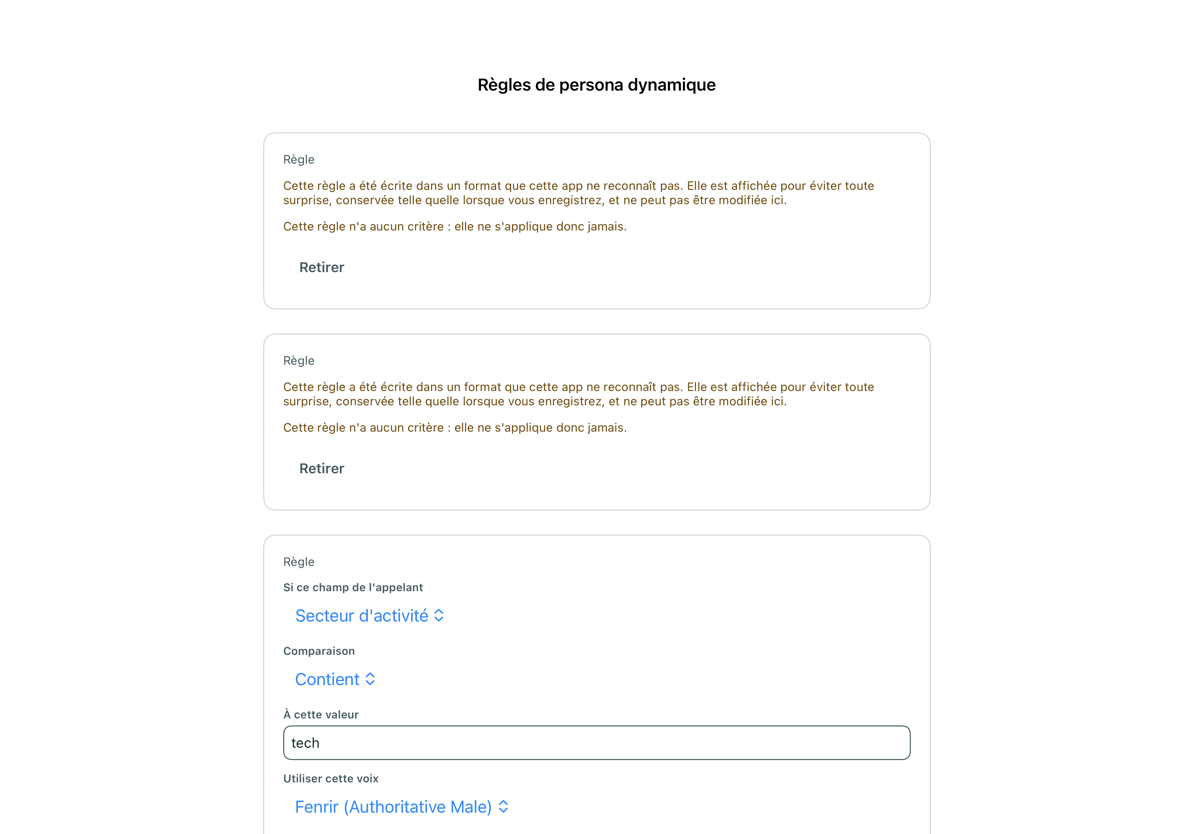 Règles de persona dynamique
Règle
Cette règle a été écrite dans un format que cette app ne reconnaît pas. Elle est affichée pour éviter toute
surprise, conservée telle quelle lorsque vous enregistrez, et ne peut pas être modifiée ici.
Cette règle n'a aucun critère : elle ne s'applique donc jamais.
Retirer
Règle
Cette règle a été écrite dans un format que cette app ne reconnaît pas. Elle est affichée pour éviter toute
surprise, conservée telle quelle lorsque vous enregistrez, et ne peut pas être modifiée ici.
Cette règle n'a aucun critère : elle ne s'applique donc jamais.
Retirer
Règle
Si ce champ de l'appelant
Secteur d'activité
Comparaison
Contient
À cette valeur
tech
Utiliser cette voix
Fenrir (Authoritative Male)